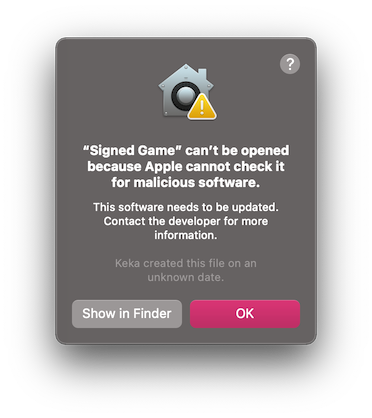 ?
“Signed Game” can’t be opened
because Apple cannot check it
for malicious software.
This software needs to be updated.
Contact the developer for more
information.
Keka created this file on an
unknown date.
Show in Finder
OK